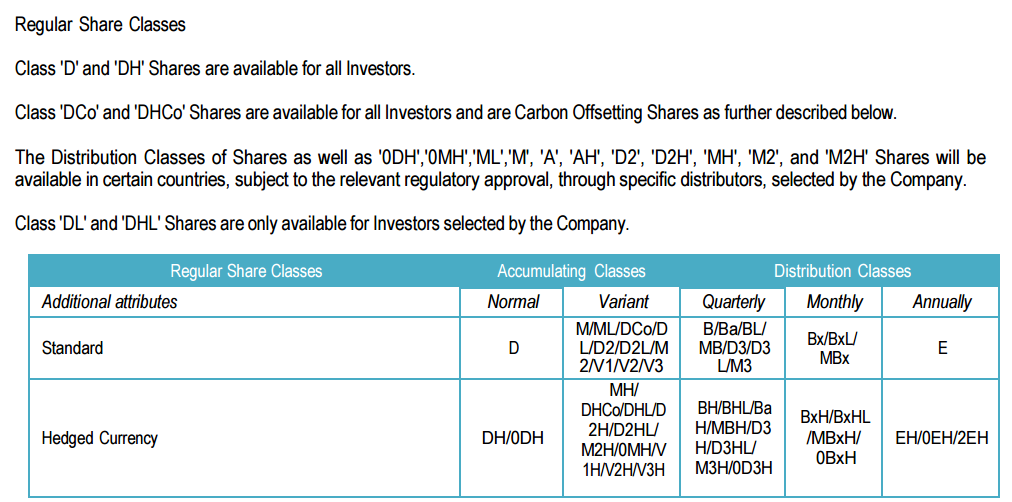 Regular Share Classes
Class 'D' and 'DH' Shares are available for all Investors.
Class 'DCo' and 'DHCo' Shares are available for all Investors and are Carbon Offsetting Shares as further described below.
The Distribution Classes of Shares as well as '0DH','0MH','ML','M', 'A', 'AH', 'D2', 'D2H', 'MH', 'M2', and 'M2H' Shares will be
available in certain countries, subject to the relevant regulatory approval, through specific distributors, selected by the Company.
Class 'DL' and 'DHL' Shares are only available for Investors selected by the Company.
Regular Share Classes Accumulating Classes Distribution Classes
Additional attributes Normal Variant Quarterly Monthly Annually
Standard
D
M/ML/DCo/D
L/D2/D2L/M
2/V1/V2/V3
B/Ba/BL/
MB/D3/D3
L/M3
Bx/BxL/
MBx
E
Hedged Currency
DH/0DH
MH/
DHCo/DHL/D
2H/D2HL/
M2H/0MH/V
1H/V2H/V3H
BH/BHL/Ba
H/MBH/D3
H/D3HL/
M3H/0D3H
BxH/BxHL
/MBxH/
0BxH
EH/0EH/2EH